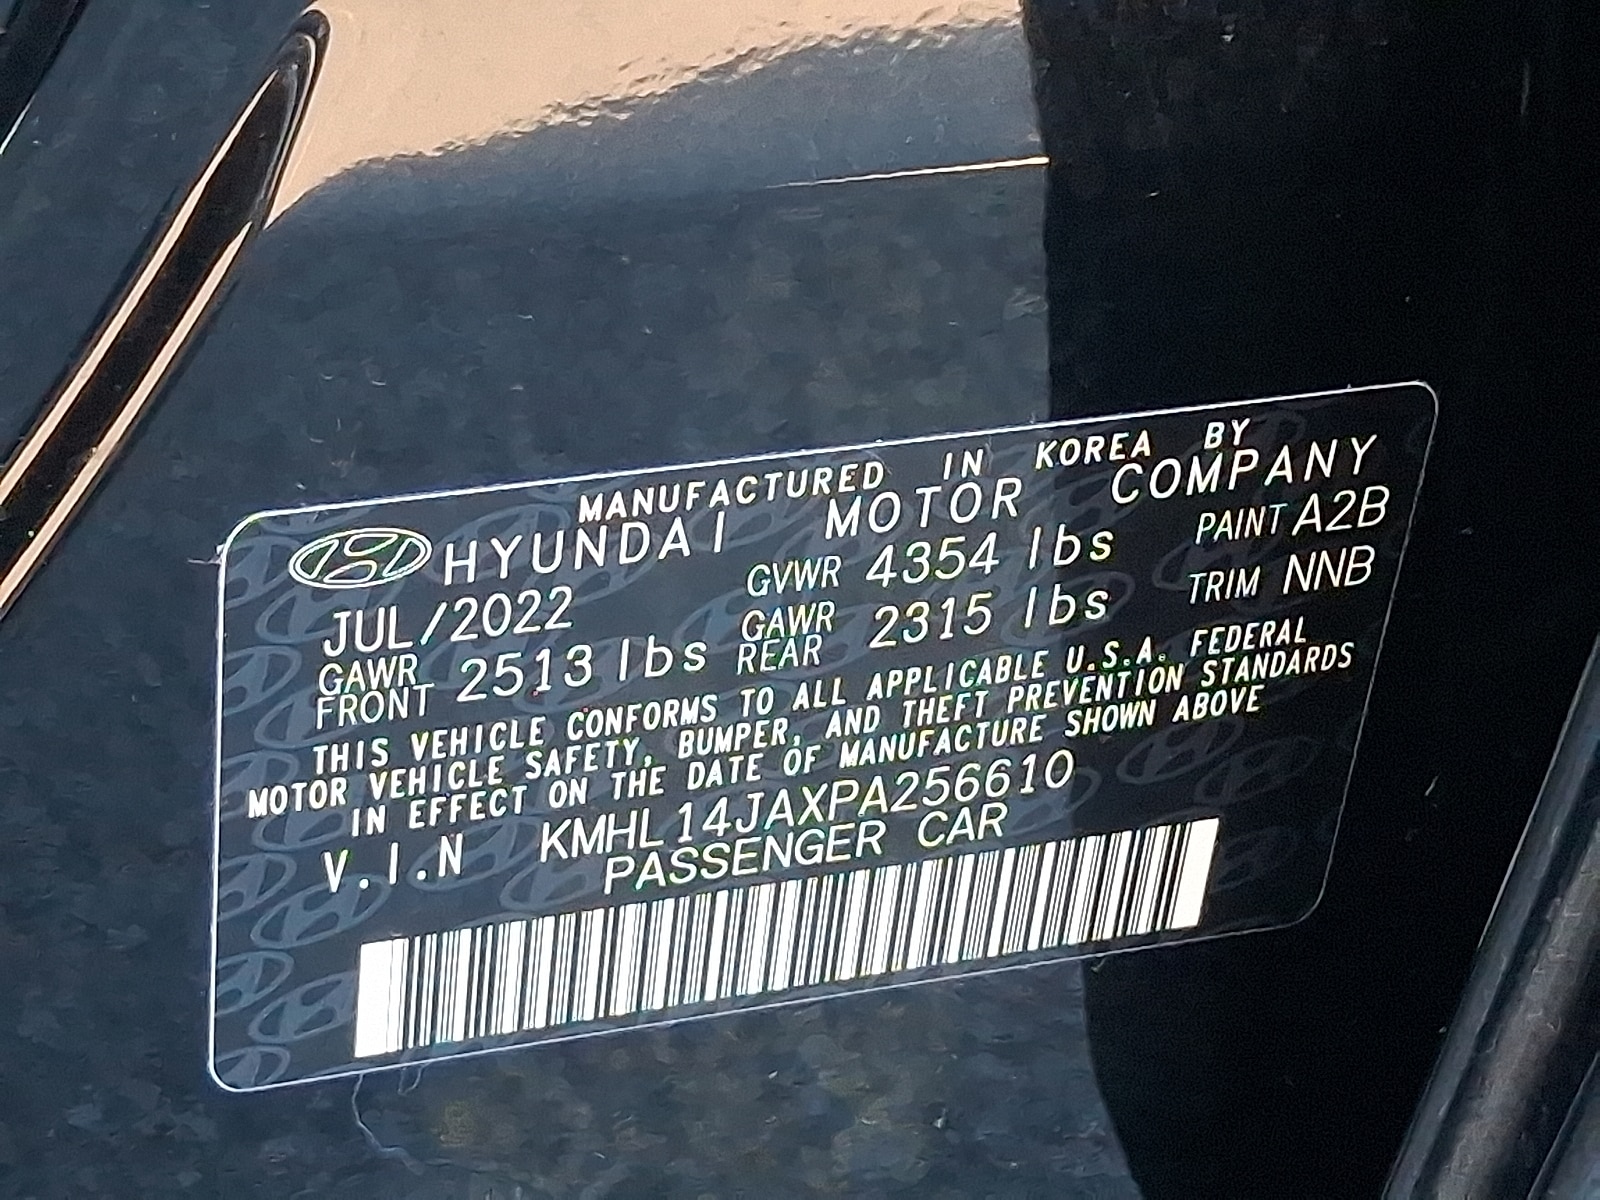 MANUFACTURED IN KOREA BY
HYUNDAI MOTOR COMPANY
JUL/2022 GVWR 4354 lbs PAINT A2B
GAWR FRONT 2513 lbs GAWR REAR 2315 lbs TRIM NNB
THIS VEHICLE CONFORMS TO ALL APPLICABLE U.S.A. FEDERAL
MOTOR VEHICLE SAFETY, BUMPER, AND THEFT PREVENTION STANDARDS
IN EFFECT ON THE DATE OF MANUFACTURE SHOWN ABOVE
V.I.N KMHL14JAXPA256610
PASSENGER CAR